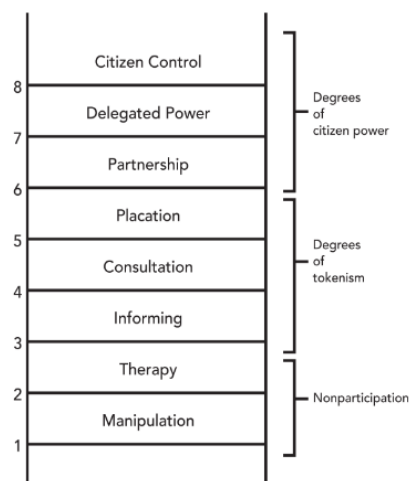 Citizen Control
8
Delegated Power
7
Partnership
6
Placation
5
Consultation
4
Informing
3
Therapy
2
Manipulation
1
Degrees
of
citizen power
Degrees
of
tokenism
Nonparticipation